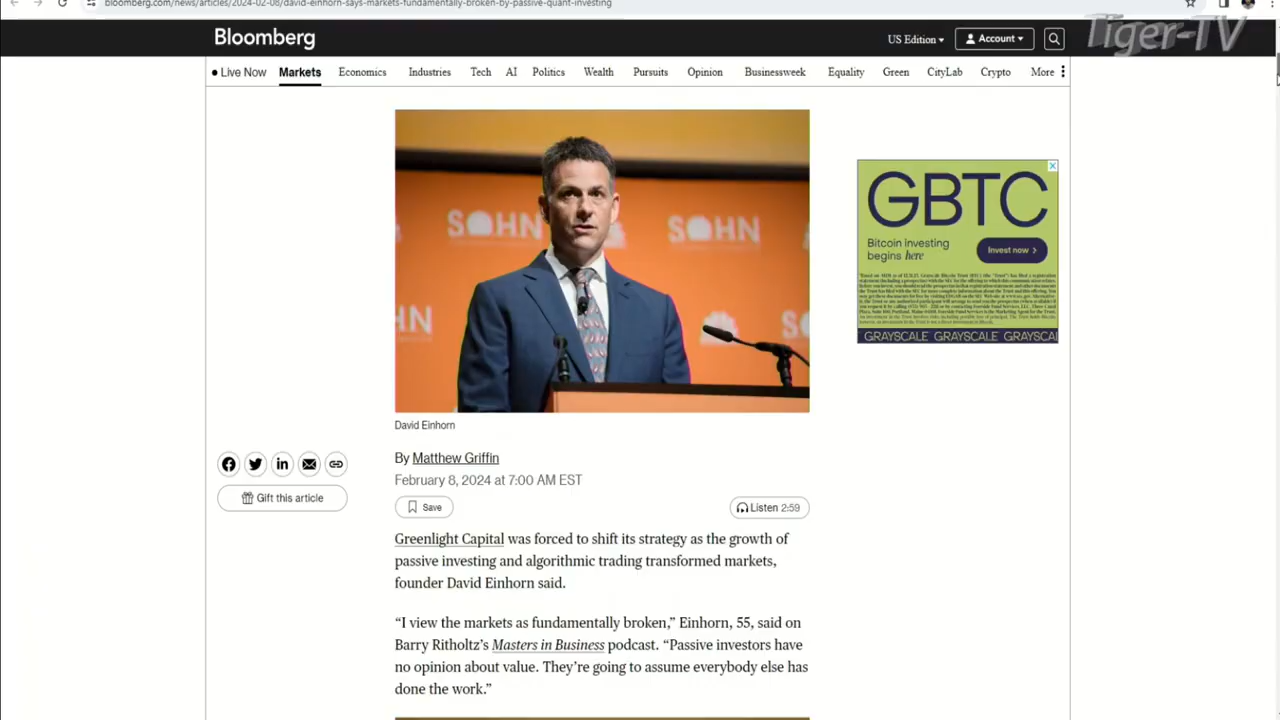 bloomberg.com/news/articles/2024-02-08/david-einhorn-says-markets-fundamentally-broken-by-passive-quant-investing
Tiger-TV
Bloomberg
US Edition
Account
Live Now Markets Economics Industries Tech AI Politics Wealth Pursuits Opinion Businessweek Equality Green CityLab Crypto More
SOHN
SOHN
GBTC
Bitcoin investing
begins here
Invest now >
GRAYSCALE GRAYSCALE GRAYSCAL
David Einhorn
By Matthew Griffin
February 8, 2024 at 7:00 AM EST
Save
Listen 2:59
Gift this article
Greenlight Capital was forced to shift its strategy as the growth of
passive investing and algorithmic trading transformed markets,
founder David Einhorn said.
“I view the markets as fundamentally broken,” Einhorn, 55, said on
Barry Ritholtz’s Masters in Business podcast. “Passive investors have
no opinion about value. They’re going to assume everybody else has
done the work.”